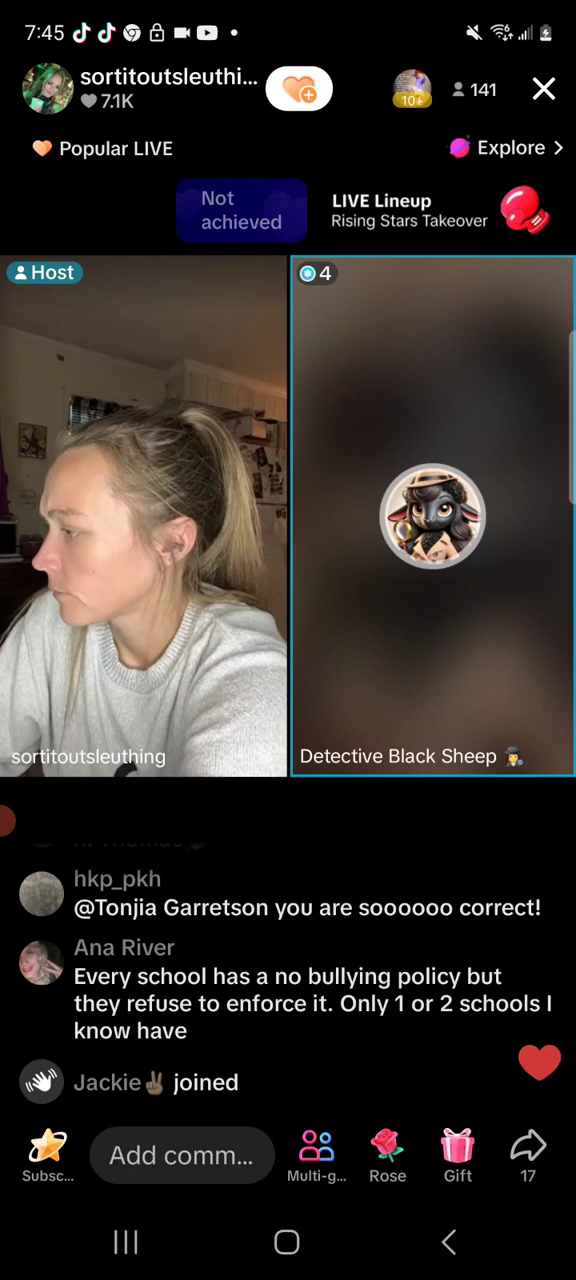 7:45
sortitoutsleuthi...
7.1K
10+
141
Popular LIVE
Explore
Not
achieved
LIVE Lineup
Rising Stars Takeover
Host
4
sortitoutsleuthing
Detective Black Sheep
hkp_pkh
@Tonjia Garretson you are soooooo correct!
Ana River
Every school has a no bullying policy but
they refuse to enforce it. Only 1 or 2 schools I
know have
Jackie✌🏾 joined
Add comm...
Subsc...
Multi-g...
Rose
Gift
17